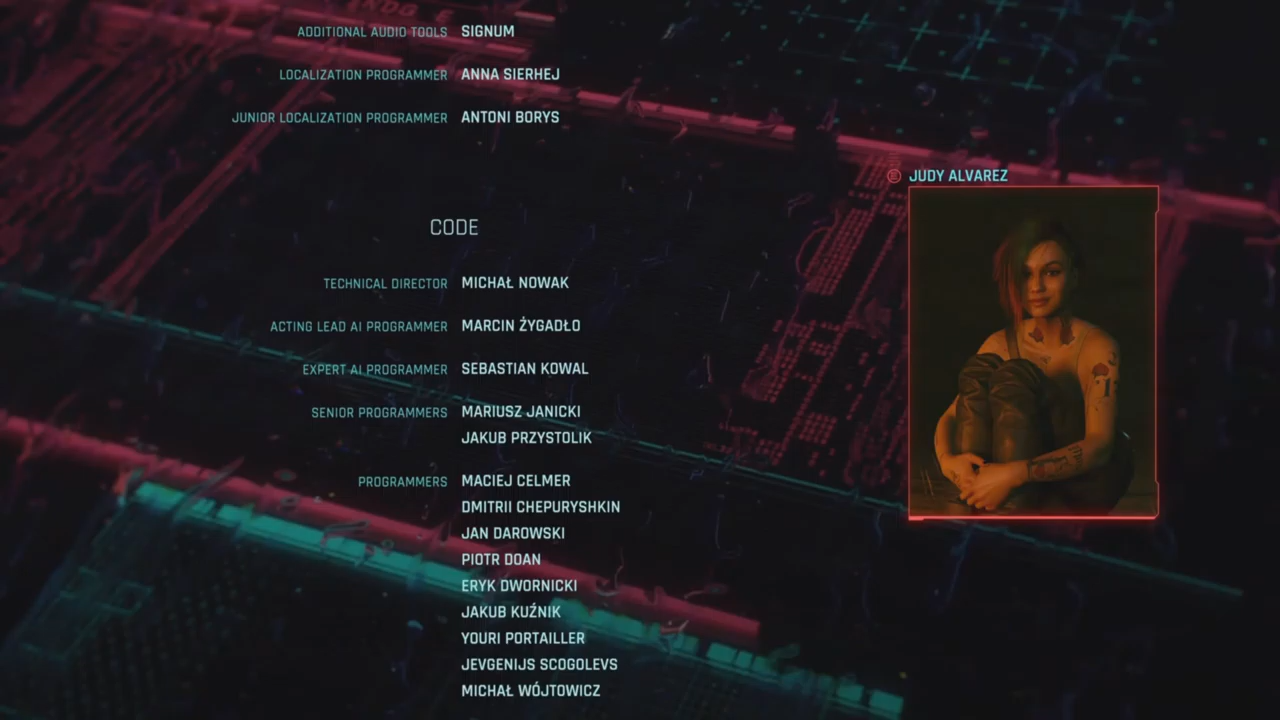 ADDITIONAL AUDIO TOOLS SIGNUM
LOCALIZATION PROGRAMMER ANNA SIERHEJ
JUNIOR LOCALIZATION PROGRAMMER ANTONI BORYS
JUDY ALVAREZ
CODE
TECHNICAL DIRECTOR MICHAŁ NOWAK
ACTING LEAD AI PROGRAMMER MARCIN ŻYGADŁO
EXPERT AI PROGRAMMER SEBASTIAN KOWAL
SENIOR PROGRAMMERS MARIUSZ JANICKI
JAKUB PRZYSTOLIK
PROGRAMMERS MACIEJ CELMER
DMITRII CHEPURYSHKIN
JAN DAROWSKI
PIOTR DOAN
ERYK DWORNICKI
JAKUB KUŹNIK
YOURI PORTAILLER
JEVGENIJS SCOGOLEVS
MICHAŁ WÓJTOWICZ